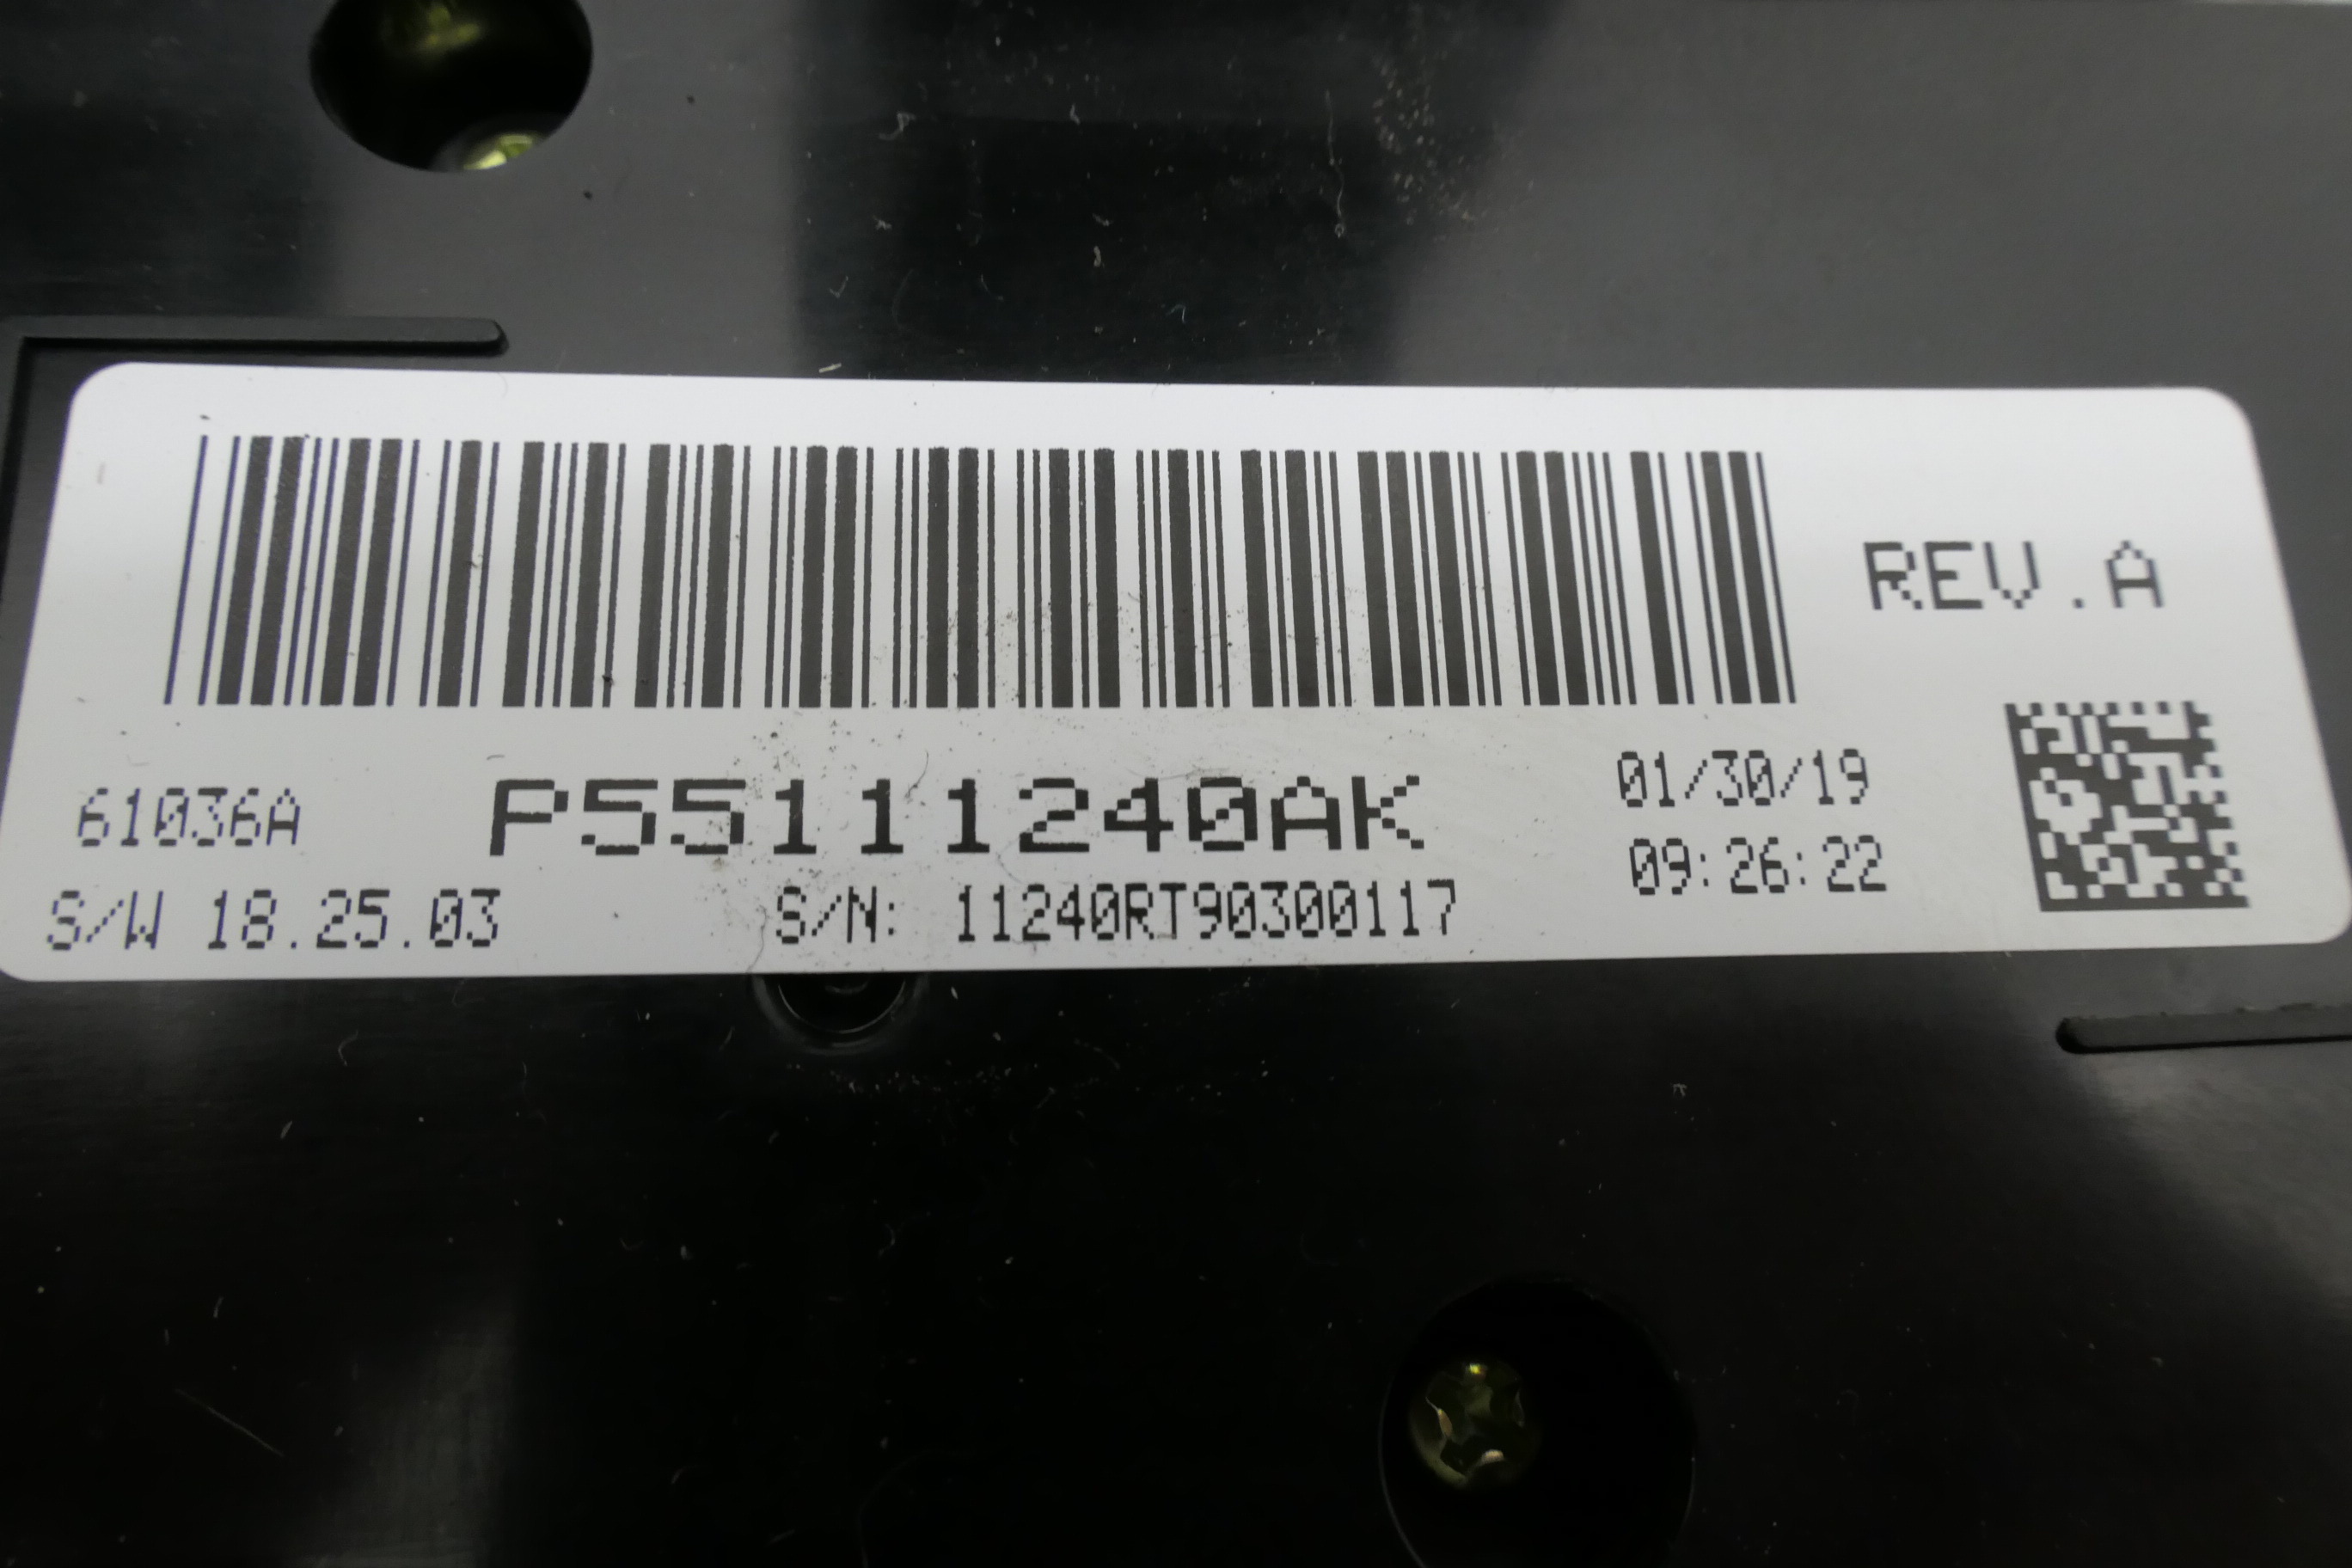 REV.A
61036A P55111240AK 01/30/19
09:26:22
S/W 18.25.03 S/N: 11240RT90300117